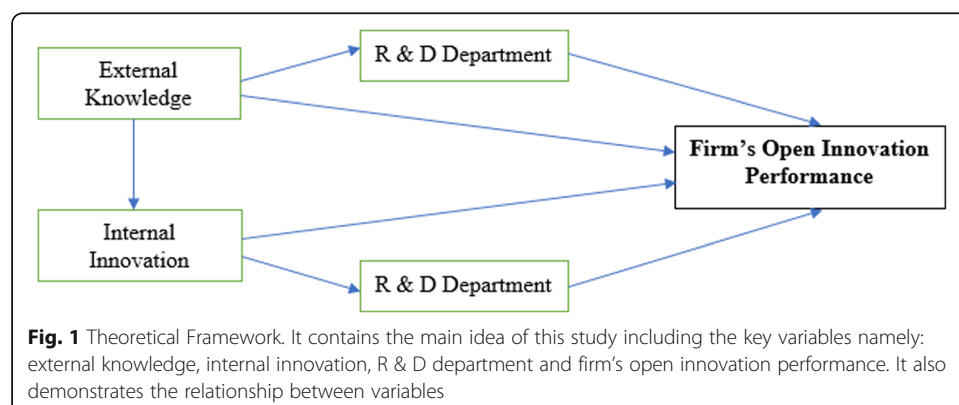 R & D Department
External
Knowledge
Firm's Open Innovation
Performance
Internal
Innovation
R & D Department
Fig. 1 Theoretical Framework. It contains the main idea of this study including the key variables namely:
external knowledge, internal innovation, R & D department and firm's open innovation performance. It also
demonstrates the relationship between variables